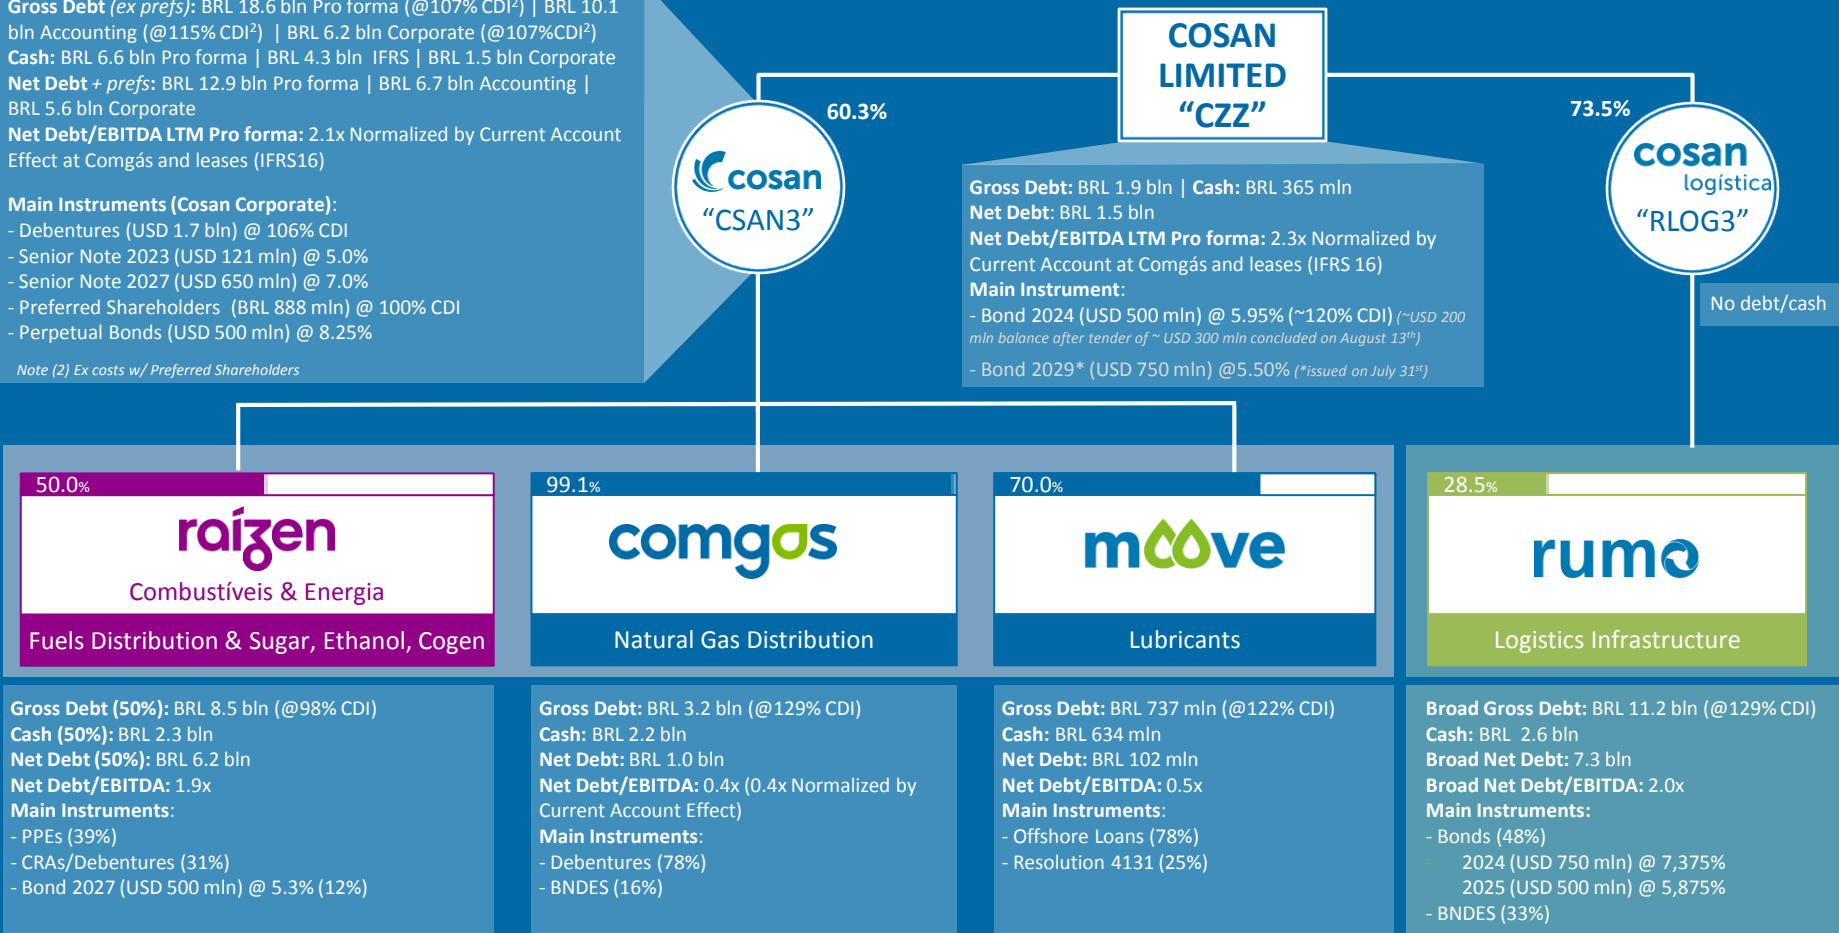 Gross Debt (ex prefs): BRL 18.6 bln Pro forma (@107% CDI²) | BRL 10.1
bln Accounting (@115% CDI²) | BRL 6.2 bln Corporate (@107%CDI²)
Cash: BRL 6.6 bln Pro forma | BRL 4.3 bln IFRS | BRL 1.5 bln Corporate
Net Debt + prefs: BRL 12.9 bln Pro forma | BRL 6.7 bln Accounting |
BRL 5.6 bln Corporate
Net Debt/EBITDA LTM Pro forma: 2.1x Normalized by Current Account
Effect at Comgás and leases (IFRS16)
Main Instruments (Cosan Corporate):
- Debentures (USD 1.7 bln) @ 106% CDI
- Senior Note 2023 (USD 121 mln) @ 5.0%
- Senior Note 2027 (USD 650 mln) @ 7.0%
- Preferred Shareholders (BRL 888 mln) @ 100% CDI
- Perpetual Bonds (USD 500 mln) @ 8.25%
Note (2) Ex costs w/ Preferred Shareholders
60.3%
cosan
"CSAN3"
COSAN
LIMITED
"CZZ"
Gross Debt: BRL 1.9 bln | Cash: BRL 365 mln
Net Debt: BRL 1.5 bln
Net Debt/EBITDA LTM Pro forma: 2.3x Normalized by
Current Account at Comgás and leases (IFRS 16)
Main Instrument:
- Bond 2024 (USD 500 mln) @ 5.95% (~120% CDI) (~USD 200
mln balance after tender of ~ USD 300 mln concluded on August 13th)
- Bond 2029* (USD 750 mln) @5.50% (*issued on July 31st)
73.5%
cosan
logística
"RLOG3"
No debt/cash
50.0%
raízen
Combustíveis & Energia
Fuels Distribution & Sugar, Ethanol, Cogen
99.1%
comgas
Natural Gas Distribution
70.0%
moove
Lubricants
28.5%
rumo
Logistics Infrastructure
Gross Debt (50%): BRL 8.5 bln (@98% CDI)
Cash (50%): BRL 2.3 bln
Net Debt (50%): BRL 6.2 bln
Net Debt/EBITDA: 1.9x
Main Instruments:
- PPEs (39%)
- CRAs/Debentures (31%)
- Bond 2027 (USD 500 mln) @ 5.3% (12%)
Gross Debt: BRL 3.2 bln (@129% CDI)
Cash: BRL 2.2 bln
Net Debt: BRL 1.0 bln
Net Debt/EBITDA: 0.4x (0.4x Normalized by
Current Account Effect)
Main Instruments:
- Debentures (78%)
- BNDES (16%)
Gross Debt: BRL 737 mln (@122% CDI)
Cash: BRL 634 mln
Net Debt: BRL 102 mln
Net Debt/EBITDA: 0.5x
Main Instruments:
- Offshore Loans (78%)
- Resolution 4131 (25%)
Broad Gross Debt: BRL 11.2 bln (@129% CDI)
Cash: BRL 2.6 bln
Broad Net Debt: 7.3 bln
Broad Net Debt/EBITDA: 2.0x
Main Instruments:
- Bonds (48%)
- 2024 (USD 750 mln) @ 7,375%
2025 (USD 500 mln) @ 5,875%
- BNDES (33%)